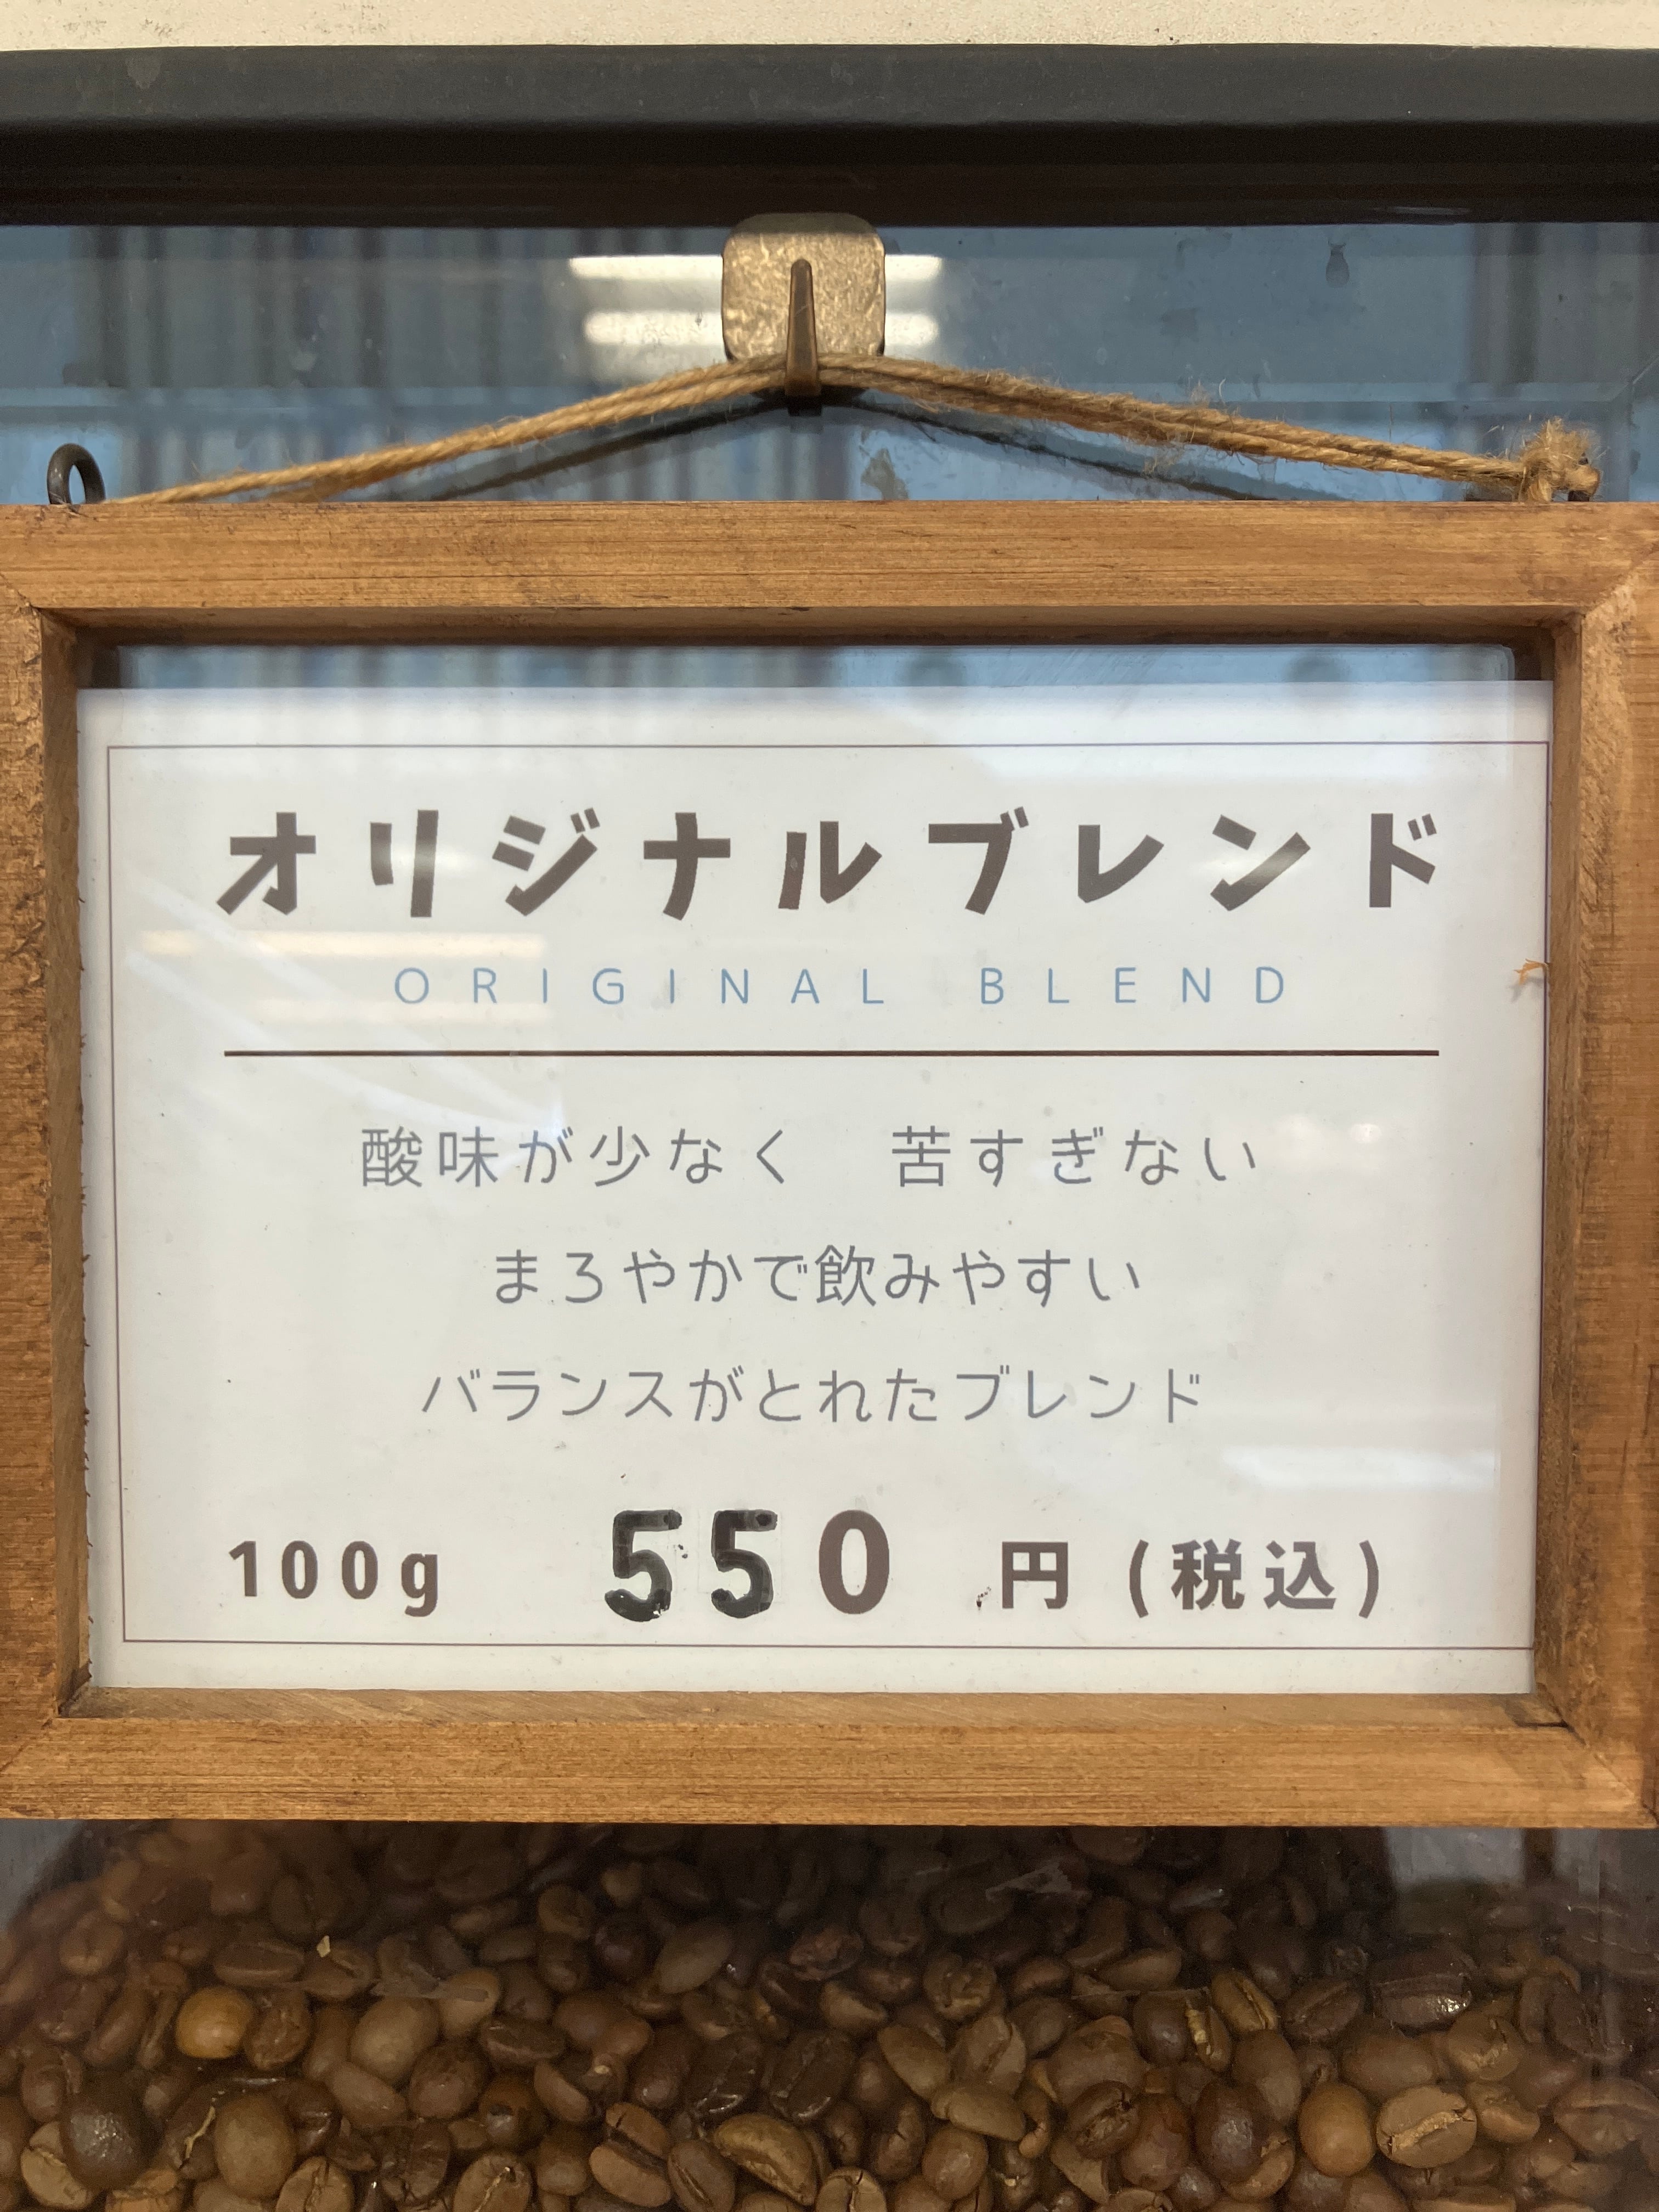 オリジナルブレンド
ORIGINAL BLEND
酸味が少なく　苦すぎない
まろやかで飲みやすい
バランスがとれたブレンド
100g 550 円 (税込)